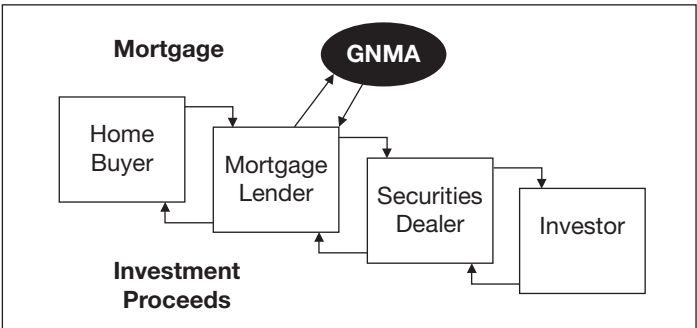 Mortgage
GNMA
Home
Buyer
Mortgage
Lender
Securities
Dealer
Investor
Investment
Proceeds